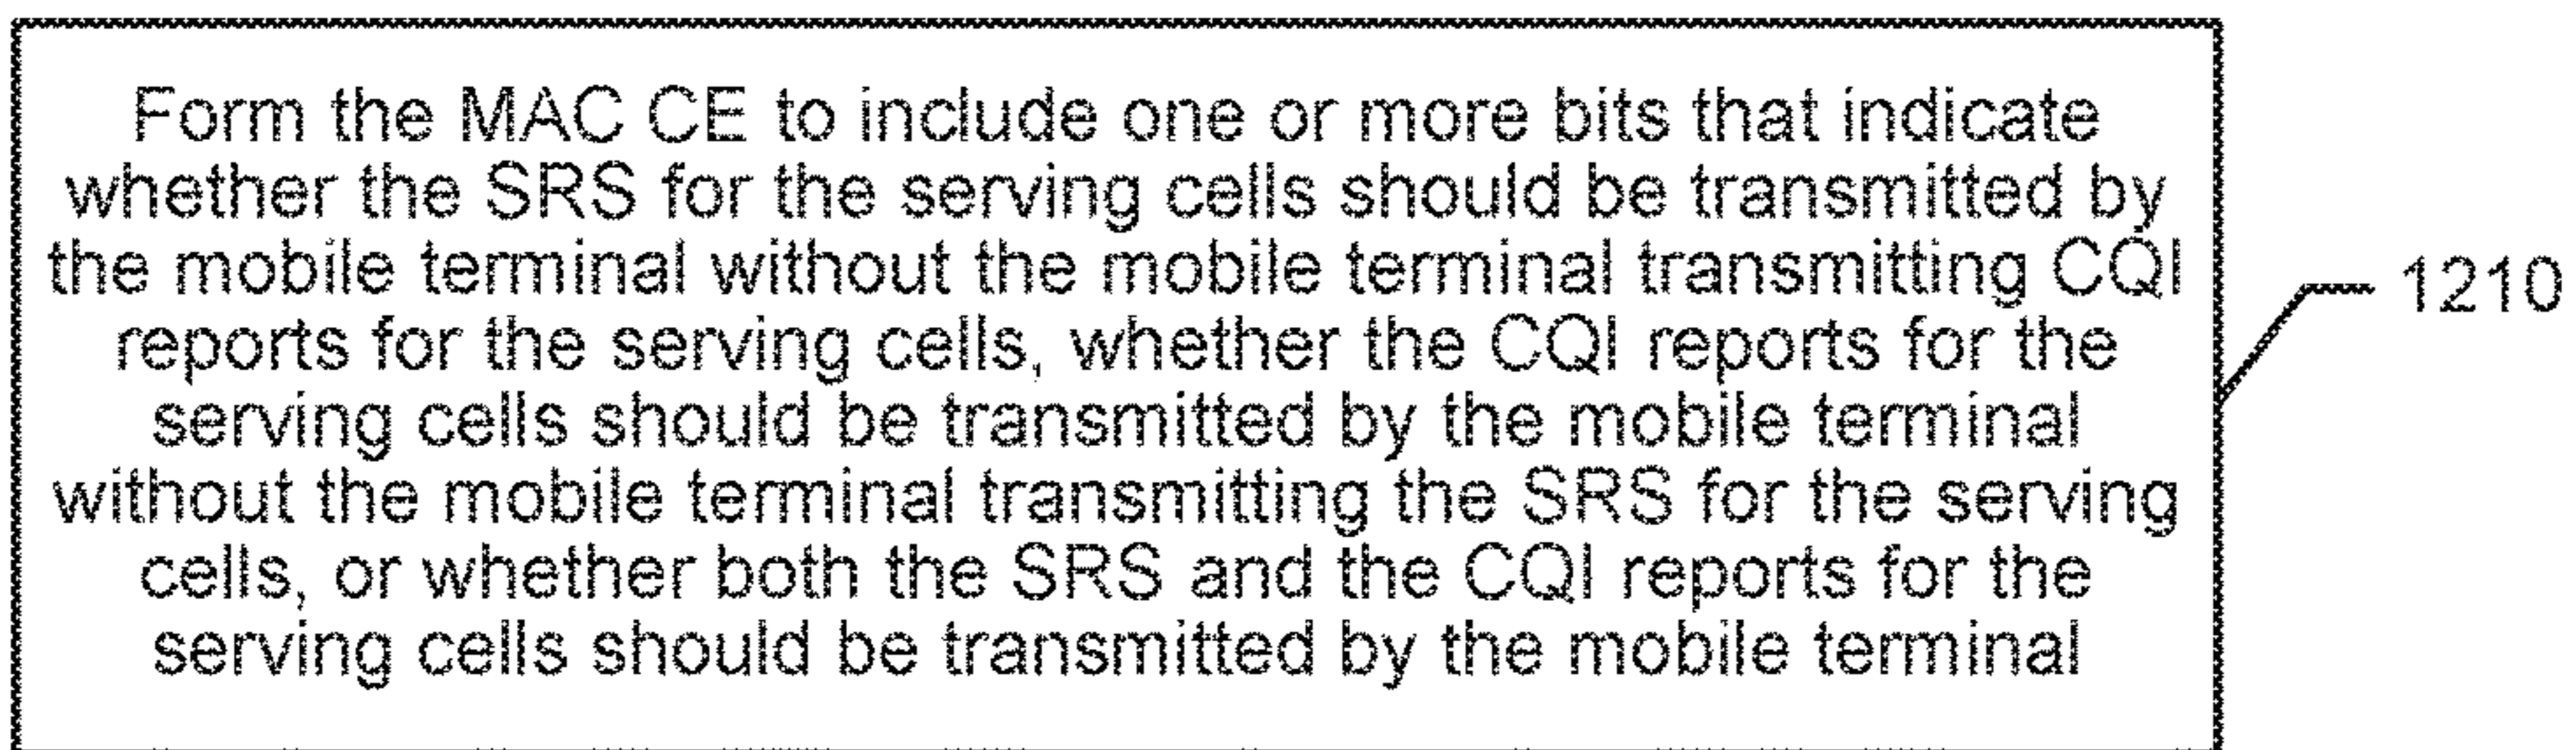 Form the MAC CE to include one or more bits that indicate
whether the SRS for the serving cells should be transmitted by
the mobile terminal without the mobile terminal transmitting CQI
reports for the serving cells, whether the CQI reports for the
serving cells should be transmitted by the mobile terminal
without the mobile terminal transmitting the SRS for the serving
cells, or whether both the SRS and the CQI reports for the
serving cells should be transmitted by the mobile terminal
1210